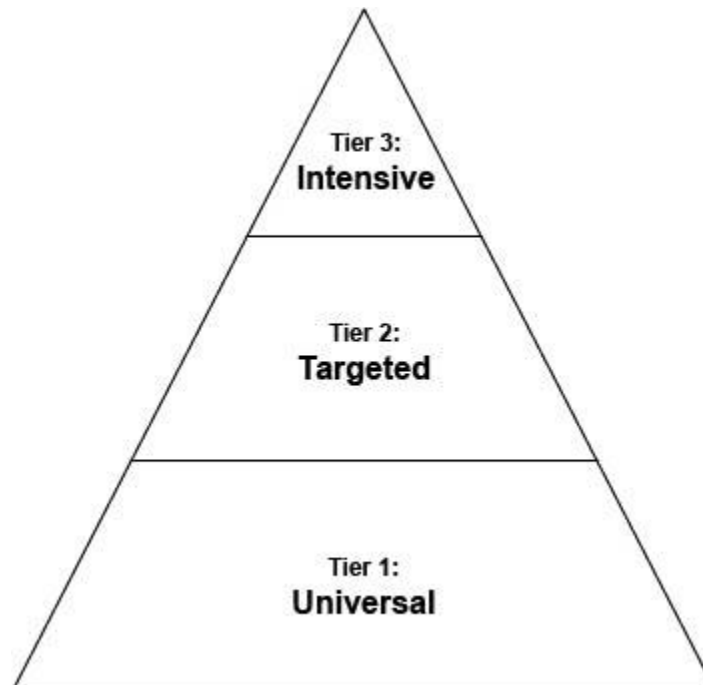 Tier 3:
Intensive
Tier 2:
Targeted
Tier 1:
Universal